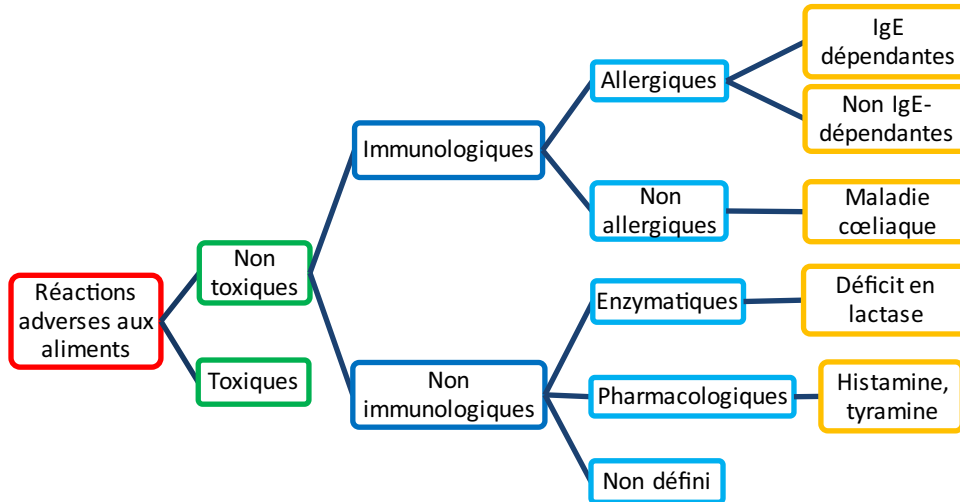 Réactions
adverses aux
aliments
Non
toxiques
Toxiques
Immunologiques
Non
immunologiques
Allergiques
Non
allergiques
Enzymatiques
Pharmacologiques
Non défini
IgE
dépendantes
Non IgE-
dépendantes
Maladie
cœliaque
Déficit en
lactase
Histamine,
tyramine